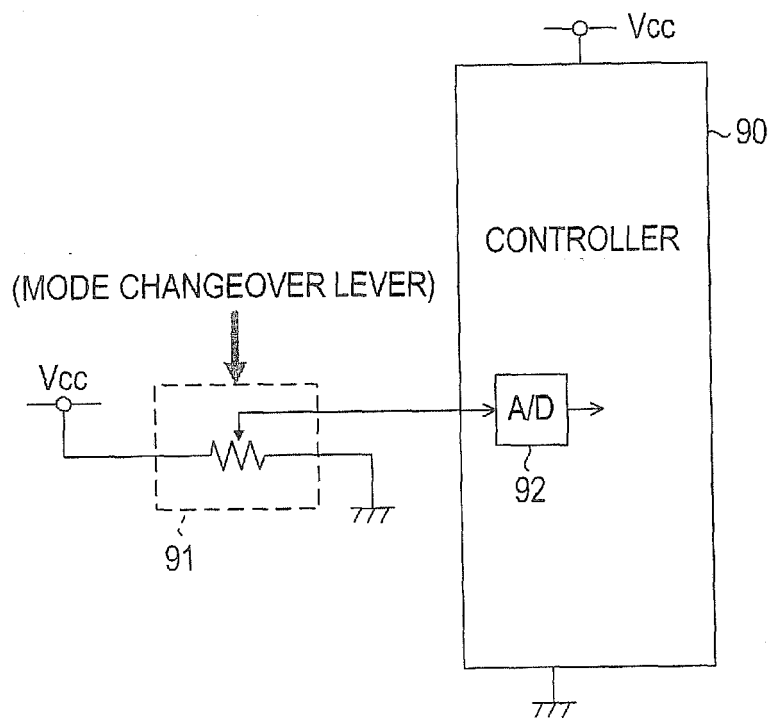 Vcc
90
CONTROLLER
(MODE CHANGEOVER LEVER)
Vcc
A/D
92
91